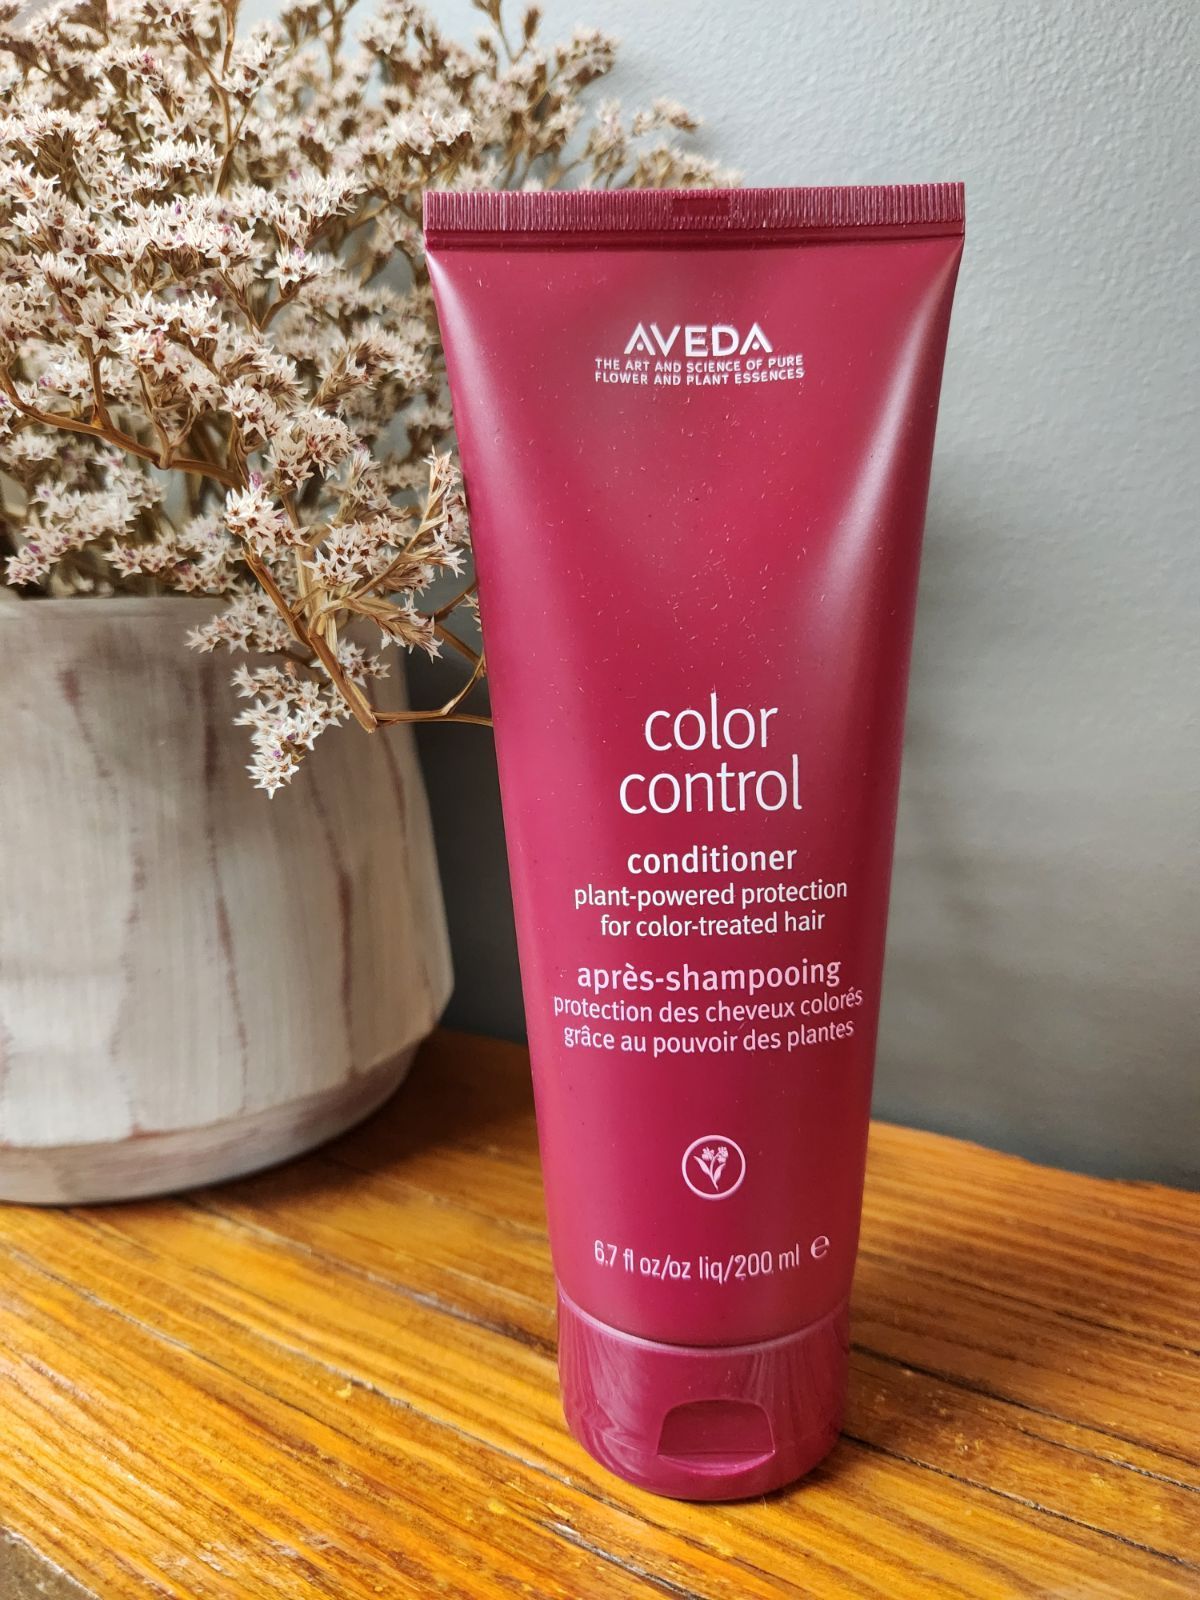 AVEDA
THE ART AND SCIENCE OF PURE
FLOWER AND PLANT ESSENCES
color
control
conditioner
plant-powered protection
for color-treated hair
après-shampooing
protection des cheveux colorés
grâce au pouvoir des plantes
6.7 fl oz/oz liq/200 ml ℮